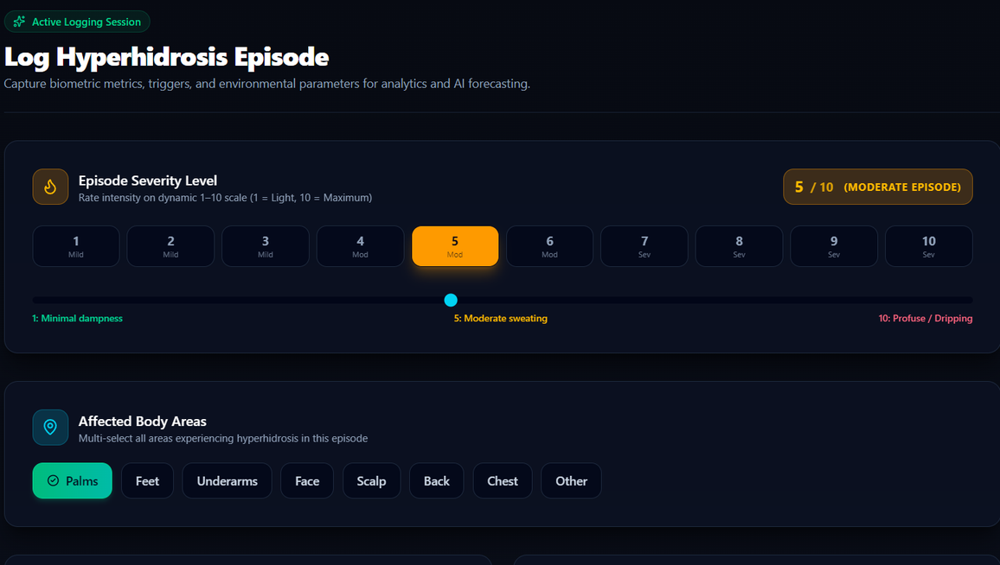 Active Logging Session
Log Hyperhidrosis Episode
Capture biometric metrics, triggers, and environmental parameters for analytics and AI forecasting.
Episode Severity Level
Rate intensity on dynamic 1–10 scale (1 = Light, 10 = Maximum)
5 / 10 (MODERATE EPISODE)
1 2 3 4 5 6 7 8 9 10
Mild Mild Mild Mod Mod Mod Sev Sev Sev Sev
1: Minimal dampness 5: Moderate sweating 10: Profuse / Dripping
Affected Body Areas
Multi-select all areas experiencing hyperhidrosis in this episode
Palms Feet Underarms Face Scalp Back Chest Other